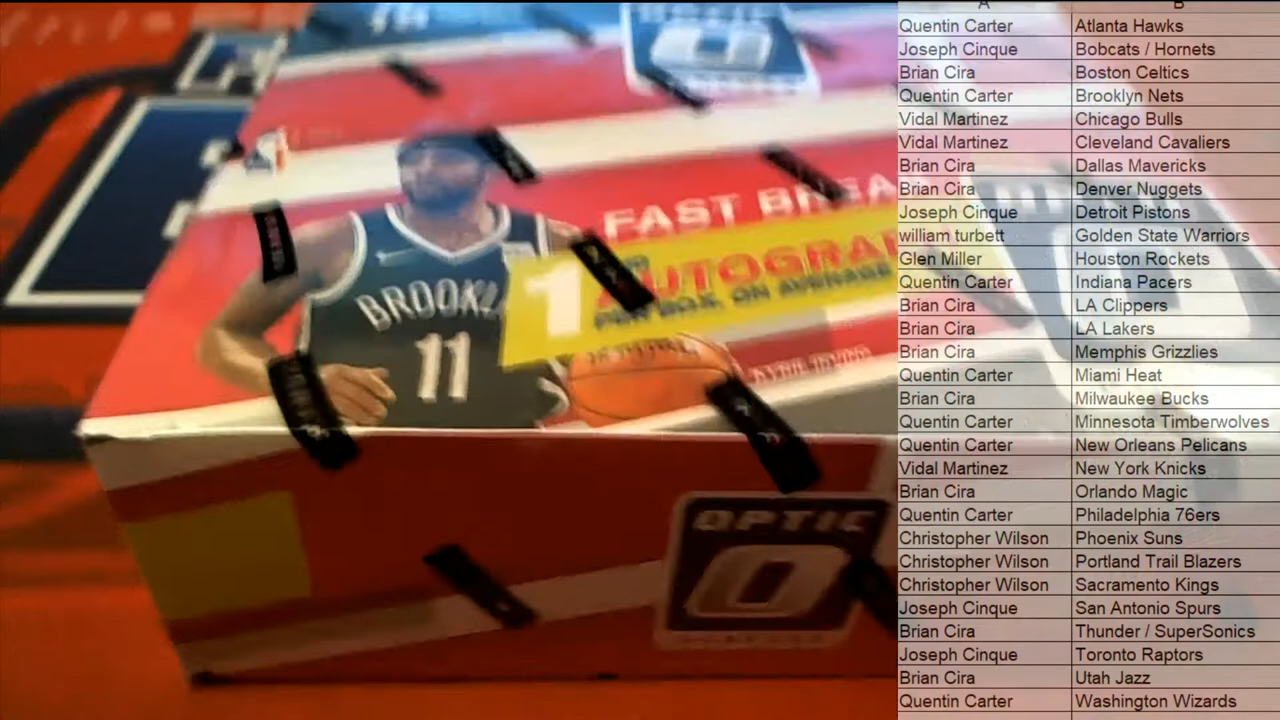 A B
Quentin Carter Atlanta Hawks
Joseph Cinque Bobcats / Hornets
Brian Cira Boston Celtics
Quentin Carter Brooklyn Nets
Vidal Martinez Chicago Bulls
Vidal Martinez Cleveland Cavaliers
Brian Cira Dallas Mavericks
Brian Cira Denver Nuggets
Joseph Cinque Detroit Pistons
william turbett Golden State Warriors
Glen Miller Houston Rockets
Quentin Carter Indiana Pacers
Brian Cira LA Clippers
Brian Cira LA Lakers
Brian Cira Memphis Grizzlies
Quentin Carter Miami Heat
Brian Cira Milwaukee Bucks
Quentin Carter Minnesota Timberwolves
Quentin Carter New Orleans Pelicans
Vidal Martinez New York Knicks
Brian Cira Orlando Magic
Quentin Carter Philadelphia 76ers
Christopher Wilson Phoenix Suns
Christopher Wilson Portland Trail Blazers
Christopher Wilson Sacramento Kings
Joseph Cinque San Antonio Spurs
Brian Cira Thunder / SuperSonics
Joseph Cinque Toronto Raptors
Brian Cira Utah Jazz
Quentin Carter Washington Wizards
FAST BREA
1 AUTOGRA
PER BOX, ON AVERAGE
BROOKL
11
KYRIE IRVING
OPTIC
O